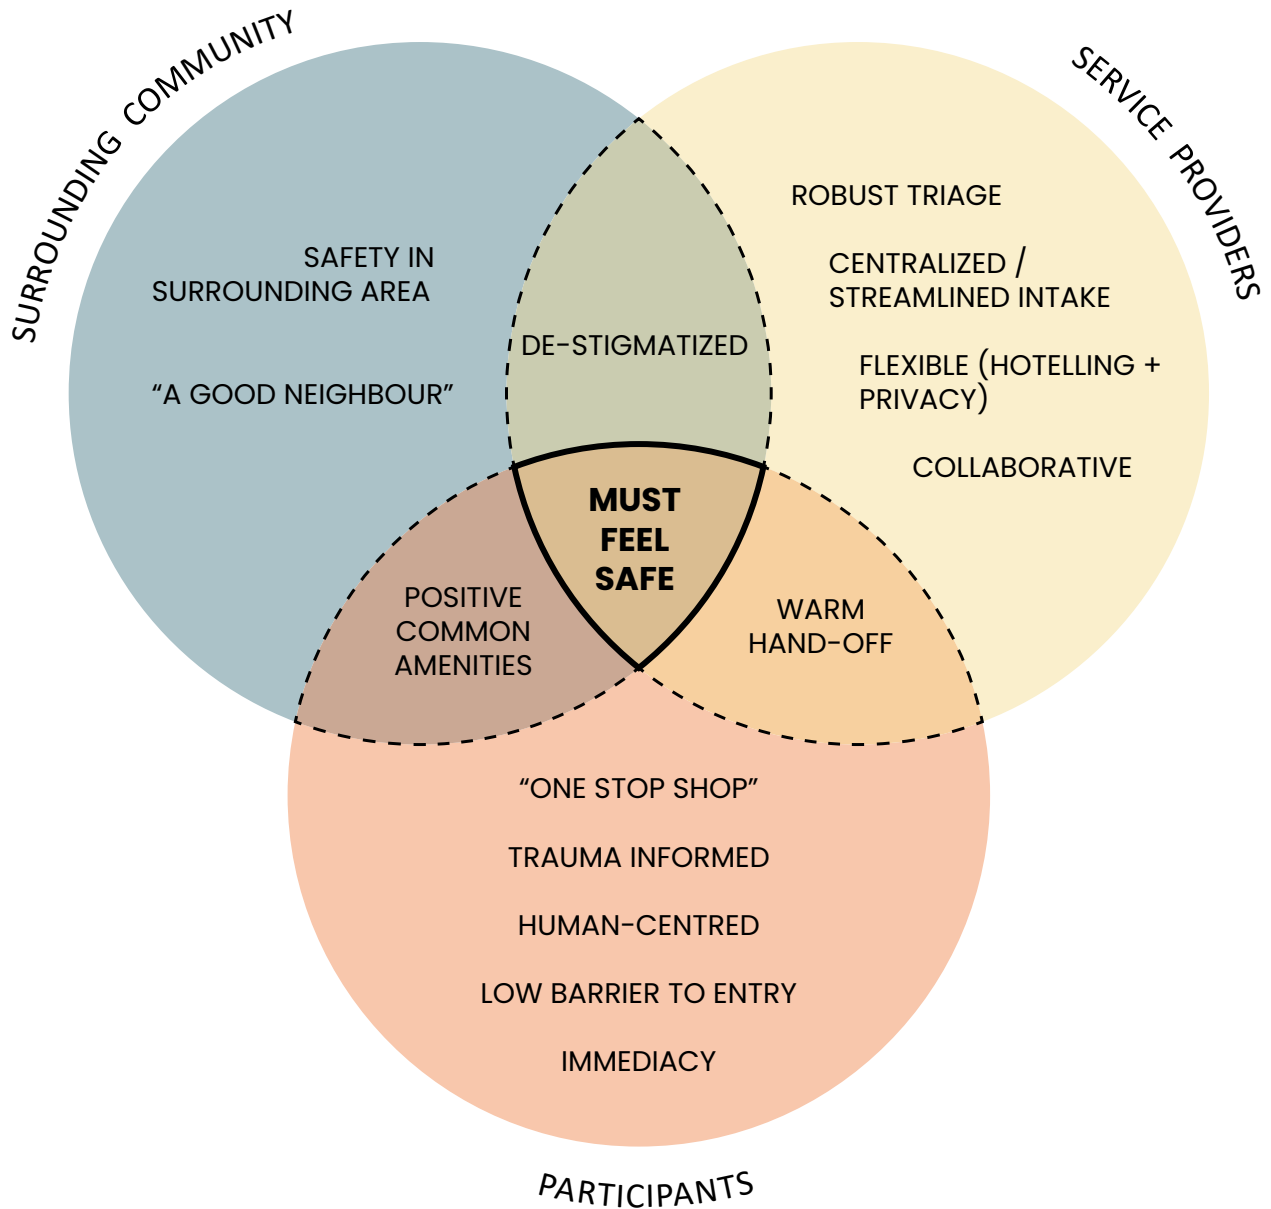 SURROUNDING COMMUNITY
SERVICE PROVIDERS
SAFETY IN
SURROUNDING AREA
“A GOOD NEIGHBOUR”
DE-STIGMATIZED
ROBUST TRIAGE
CENTRALIZED /
STREAMLINED INTAKE
FLEXIBLE (HOTELLING +
PRIVACY)
COLLABORATIVE
MUST
FEEL
SAFE
POSITIVE
COMMON
AMENITIES
WARM
HAND-OFF
“ONE STOP SHOP”
TRAUMA INFORMED
HUMAN-CENTRED
LOW BARRIER TO ENTRY
IMMEDIACY
PARTICIPANTS